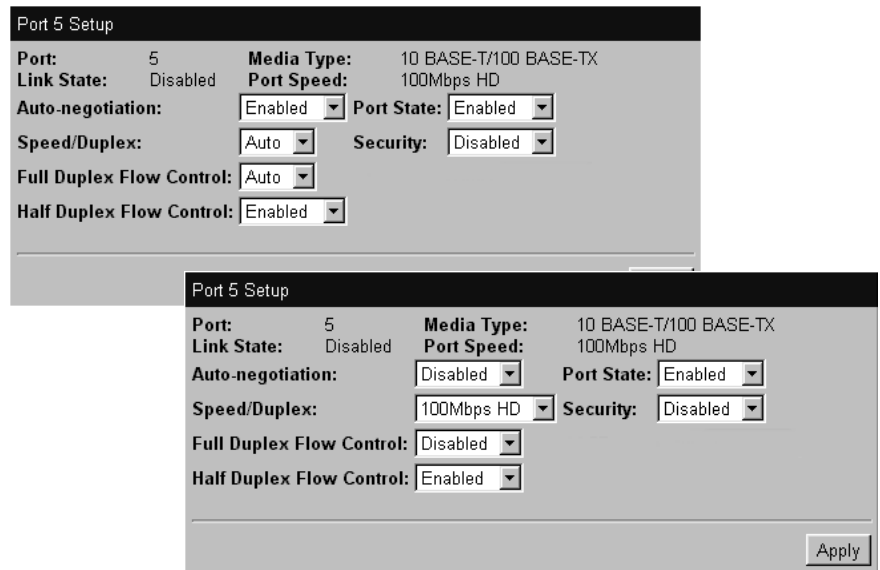 Port 5 Setup
Port: 5 Media Type: 10 BASE-T/100 BASE-TX
Link State: Disabled Port Speed: 100Mbps HD
Auto-negotiation: Enabled Port State: Enabled
Speed/Duplex: Auto Security: Disabled
Full Duplex Flow Control: Auto
Half Duplex Flow Control: Enabled
Port 5 Setup
Port: 5 Media Type: 10 BASE-T/100 BASE-TX
Link State: Disabled Port Speed: 100Mbps HD
Auto-negotiation: Disabled Port State: Enabled
Speed/Duplex: 100Mbps HD Security: Disabled
Full Duplex Flow Control: Disabled
Half Duplex Flow Control: Enabled
Apply